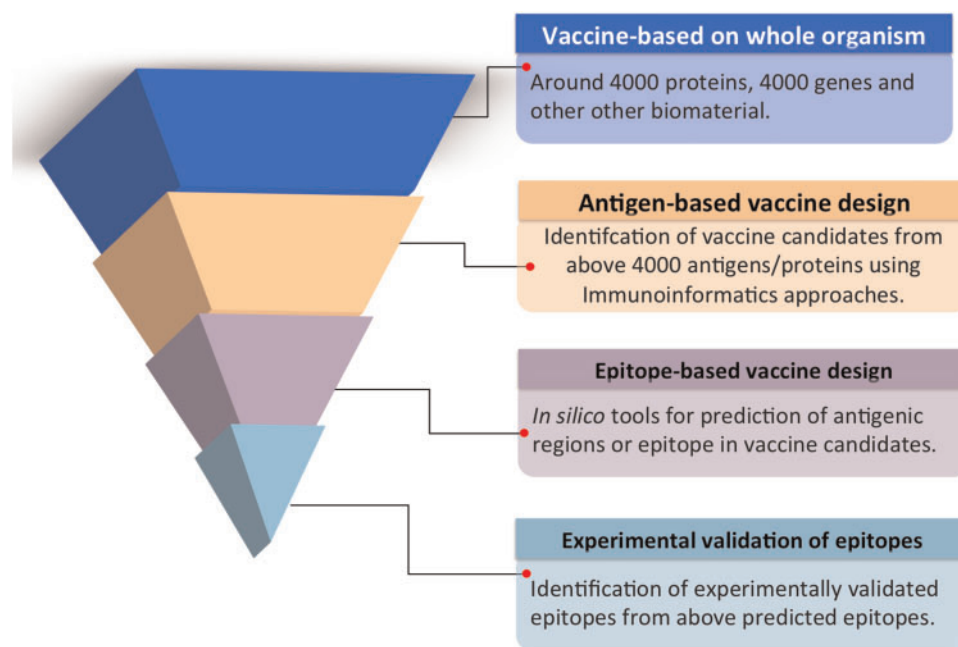 Vaccine-based on whole organism
Around 4000 proteins, 4000 genes and
other other biomaterial.
Antigen-based vaccine design
Identifcation of vaccine candidates from
above 4000 antigens/proteins using
Immunoinformatics approaches.
Epitope-based vaccine design
In silico tools for prediction of antigenic
regions or epitope in vaccine candidates.
Experimental validation of epitopes
Identification of experimentally validated
epitopes from above predicted epitopes.